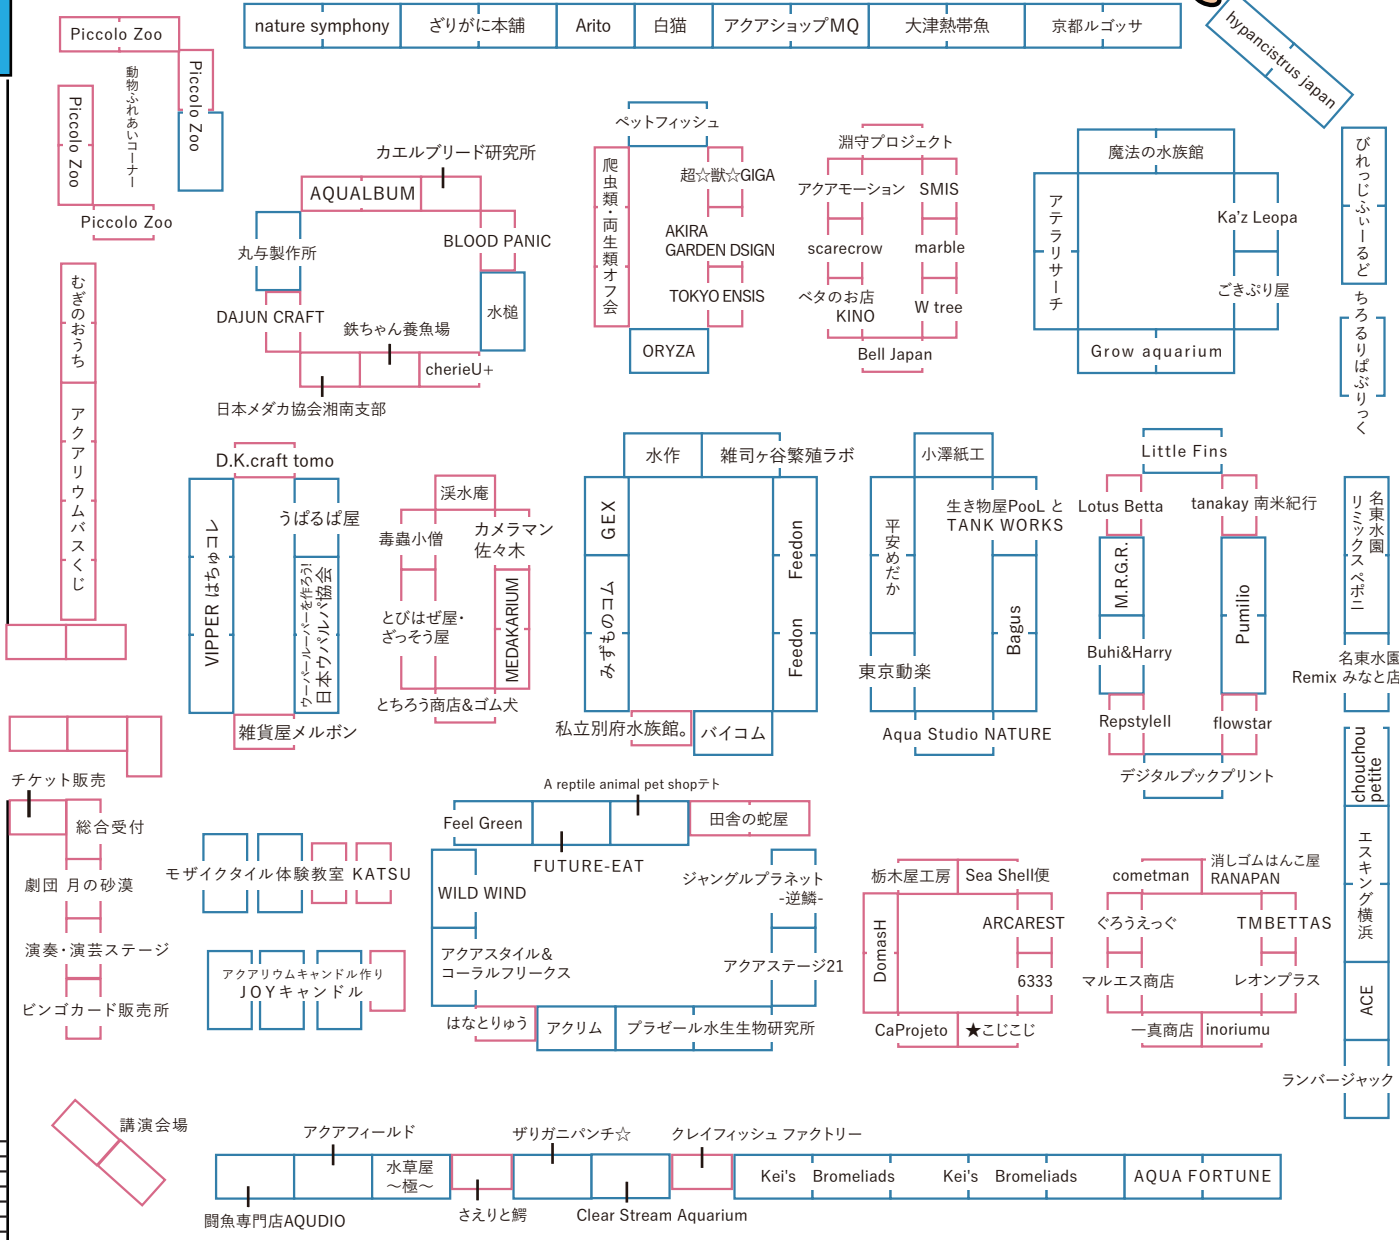 Piccolo Zoo
Piccolo Zoo
Piccolo Zoo
動物ふれあいコーナー
Piccolo Zoo
nature symphony
ざりがに本舗
Arito
白猫
アクアショップMQ
大津熱帯魚
京都ルゴッサ
hypancistrus japan
カエルブリード研究所
AQUALBUM
BLOOD PANIC
丸与製作所
水槌
DAJUN CRAFT
鉄ちゃん養魚場
cherieU+
日本メダカ協会湘南支部
ペットフィッシュ
爬虫類・両生類オフ会
超☆獣☆GIGA
AKIRA
GARDEN DSIGN
TOKYO ENSIS
ORYZA
淵守プロジェクト
アクアモーション
SMIS
scarecrow
marble
ベタのお店
KINO
W tree
Bell Japan
魔法の水族館
アテラリサーチ
Ka'z Leopa
ごきぶり屋
Grow aquarium
びれっじふぃーるど
ちろるりぱぶりっく
むぎのおうち
アクアリウムバスくじ
D.K.craft tomo
VIPPER はちゅコレ
うぱるぱ屋
ウーパールーパーを作ろう!
日本ウパルパ協会
雑貨屋メルボン
渓水庵
毒蟲小僧
カメラマン
佐々木
とびはぜ屋・
ざっそう屋
MEDAKARIUM
とちろう商店&ゴム犬
水作
雑司ヶ谷繁殖ラボ
GEX
Feedon
みずものコム
Feedon
私立別府水族館。
バイコム
小澤紙工
平安めだか
生き物屋PooL と
TANK WORKS
Bagus
東京動楽
Aqua Studio NATURE
Little Fins
Lotus Betta
tanakay 南米紀行
M.R.G.R.
Pumilio
Buhi&Harry
RepstyleⅡ
flowstar
デジタルブックプリント
名東水園
リミックス ペポニ
名東水園
Remix みなと店
chouchou
petite
エスキング横浜
ACE
ランバージャック
チケット販売
総合受付
劇団 月の砂漠
演奏・演芸ステージ
ビンゴカード販売所
講演会場
モザイクタイル体験教室 KATSU
アクアリウムキャンドル作り
JOYキャンドル
A reptile animal pet shopテト
Feel Green
田舎の蛇屋
FUTURE-EAT
WILD WIND
ジャングルプラネット
-逆鱗-
アクアスタイル&
コーラルフリークス
アクアステージ21
はなとりゅう
アクリム
プラゼール水生生物研究所
栃木屋工房
Sea Shell便
DomasH
ARCAREST
6333
CaProjeto
★こじこじ
cometman
消しゴムはんこ屋
RANAPAN
ぐろうえっぐ
TMBETTAS
マルエス商店
レオンプラス
一真商店
inoriumu
アクアフィールド
ザリガニパンチ☆
クレイフィッシュ ファクトリー
水草屋
～極～
Kei's Bromeliads
Kei's Bromeliads
AQUA FORTUNE
闘魚専門店AQUDIO
さえりと鰐
Clear Stream Aquarium